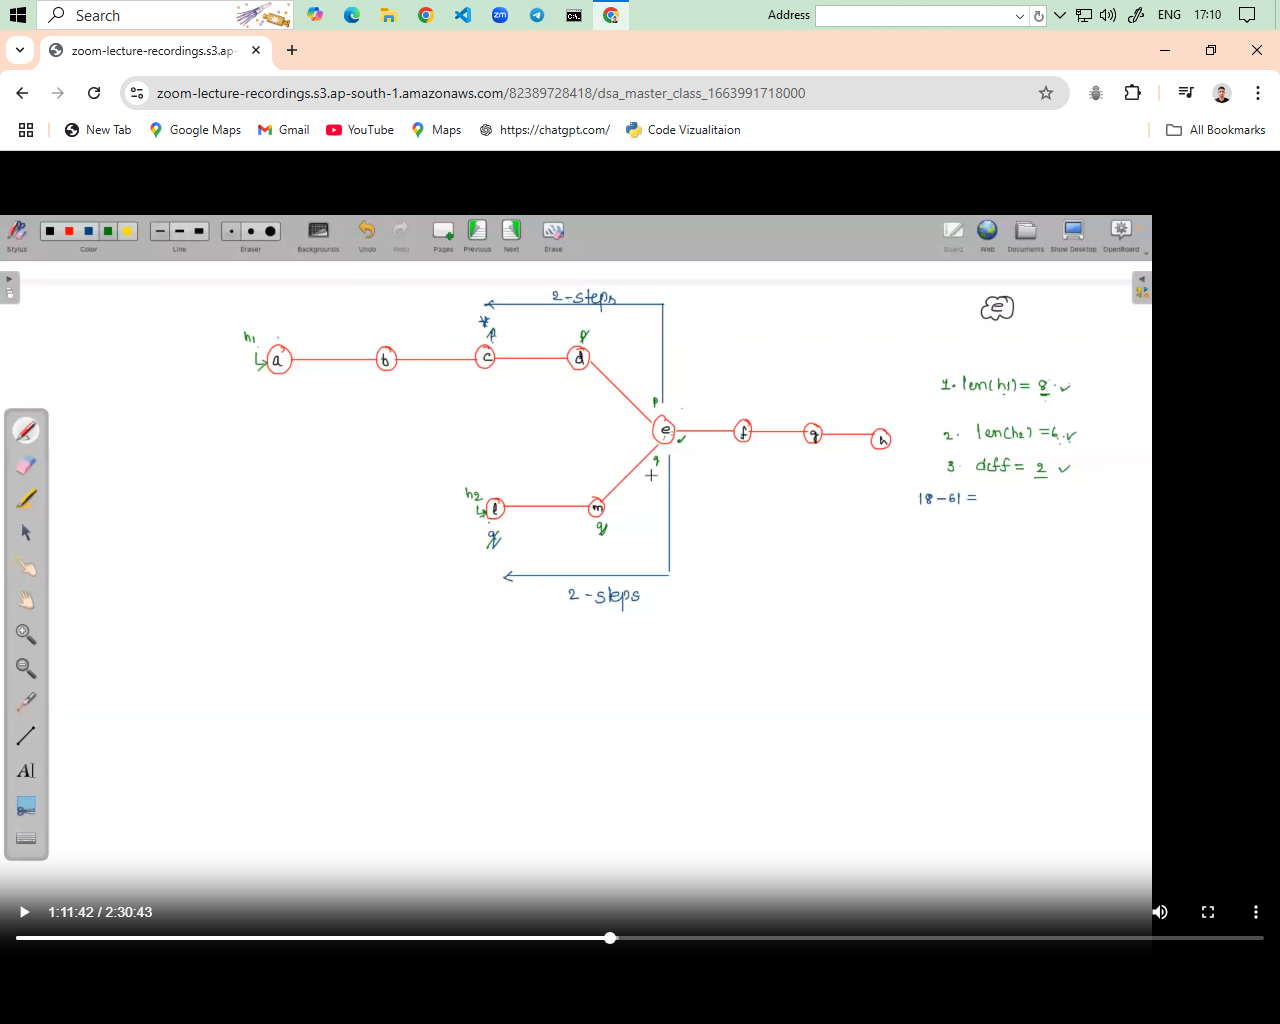 Search
Address
ENG
17:10
zoom-lecture-recordings.s3.ap-
zoom-lecture-recordings.s3.ap-south-1.amazonaws.com/82389728418/dsa_master_class_1663991718000
New Tab
Google Maps
Gmail
YouTube
Maps
https://chatgpt.com/
Code Vizualitaion
All Bookmarks
Stylus
Color
Line
Eraser
Backgrounds
Undo
Redo
Pages
Previous
Next
Erase
Board
Web
Documents
Show Desktop
OpenBoard
2-steps
e
h1
p
p
a
b
c
d
1. len(h1) = 8
p
e
f
g
h
2. len(h2) = 6
q
3. diff = 2
h2
l
m
|8-6| =
q
q
2-steps
AI
1:11:42 / 2:30:43